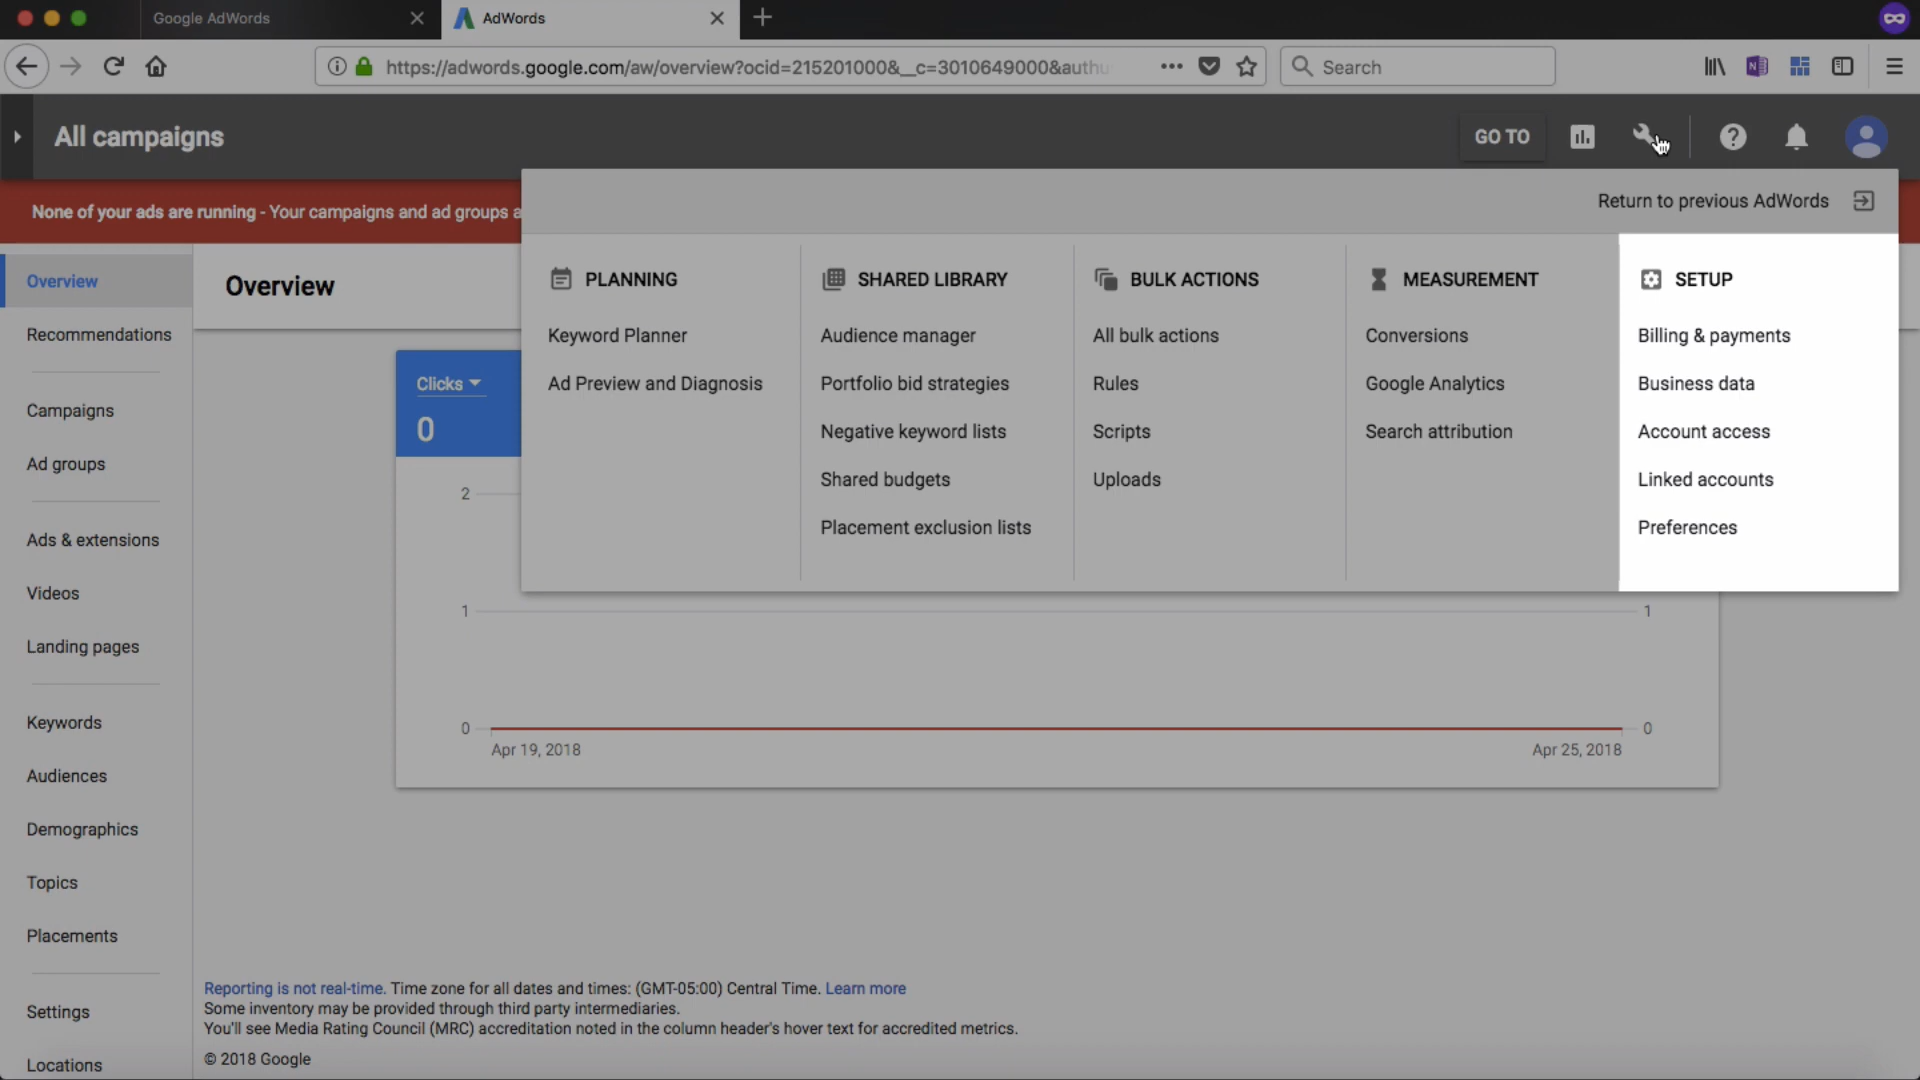 Google AdWords
AdWords
https://adwords.google.com/aw/overview?ocid=215201000&__c=3010649000&authu
Search
All campaigns
GO TO
None of your ads are running - Your campaigns and ad groups a
Return to previous AdWords
Overview
Recommendations
Campaigns
Ad groups
Ads & extensions
Videos
Landing pages
Keywords
Audiences
Demographics
Topics
Placements
Settings
Locations
Overview
PLANNING
Keyword Planner
Ad Preview and Diagnosis
SHARED LIBRARY
Audience manager
Portfolio bid strategies
Negative keyword lists
Shared budgets
Placement exclusion lists
BULK ACTIONS
All bulk actions
Rules
Scripts
Uploads
MEASUREMENT
Conversions
Google Analytics
Search attribution
SETUP
Billing & payments
Business data
Account access
Linked accounts
Preferences
Clicks
0
2
1 1
0 0
Apr 19, 2018 Apr 25, 2018
Reporting is not real-time. Time zone for all dates and times: (GMT-05:00) Central Time. Learn more
Some inventory may be provided through third party intermediaries.
You'll see Media Rating Council (MRC) accreditation noted in the column header's hover text for accredited metrics.
© 2018 Google